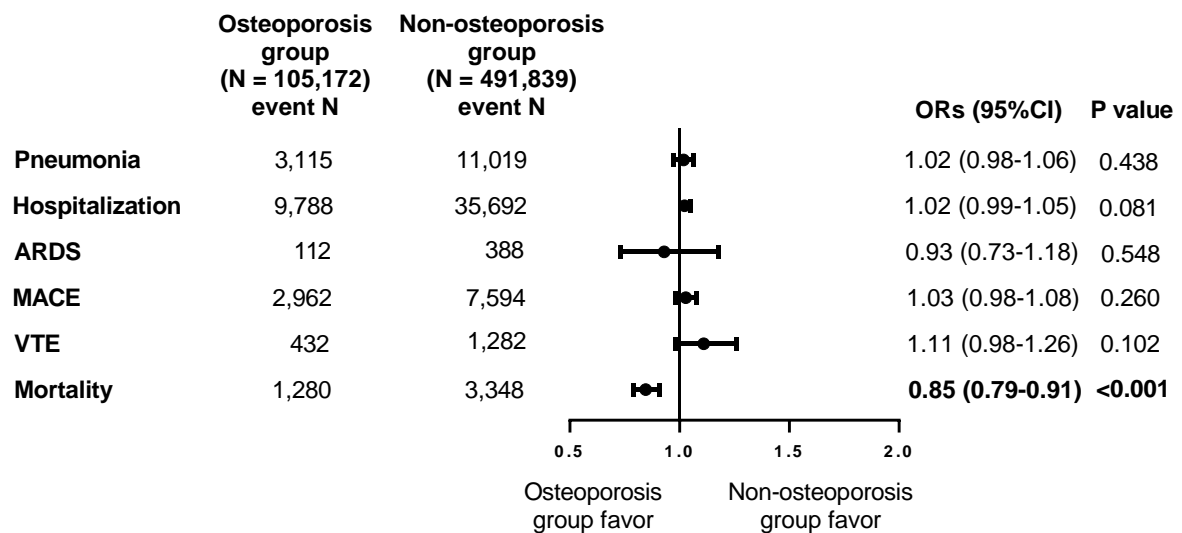 Osteoporosis Non-osteoporosis
group group
(N = 105,172) (N = 491,839)
event N event N ORs (95%CI) P value
Pneumonia 3,115 11,019 1.02 (0.98-1.06) 0.438
Hospitalization 9,788 35,692 1.02 (0.99-1.05) 0.081
ARDS 112 388 0.93 (0.73-1.18) 0.548
MACE 2,962 7,594 1.03 (0.98-1.08) 0.260
VTE 432 1,282 1.11 (0.98-1.26) 0.102
Mortality 1,280 3,348 0.85 (0.79-0.91) <0.001
0.5 1.0 1.5 2.0
Osteoporosis Non-osteoporosis
group favor group favor